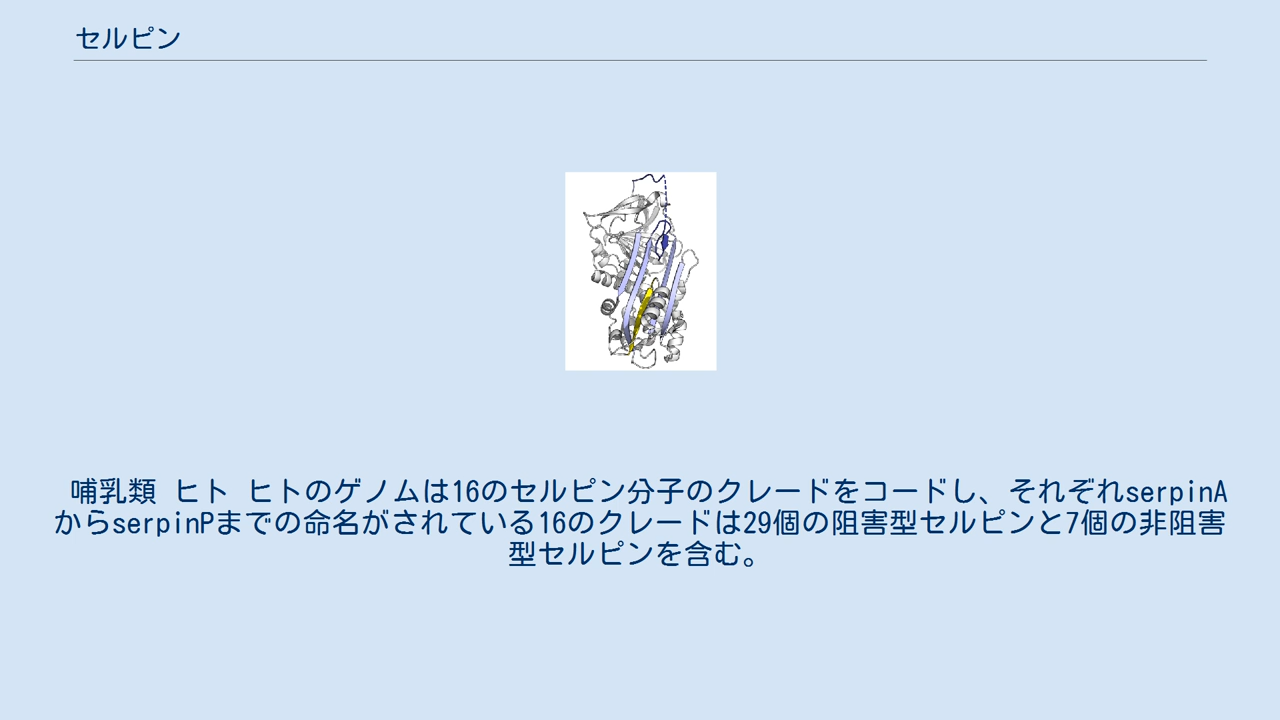 セルピン
哺乳類 ヒト ヒトのゲノムは16のセルピン分子のクレードをコードし、それぞれserpinA
からserpinPまでの命名がされている16のクレードは29個の阻害型セルピンと7個の非阻害
型セルピンを含む。